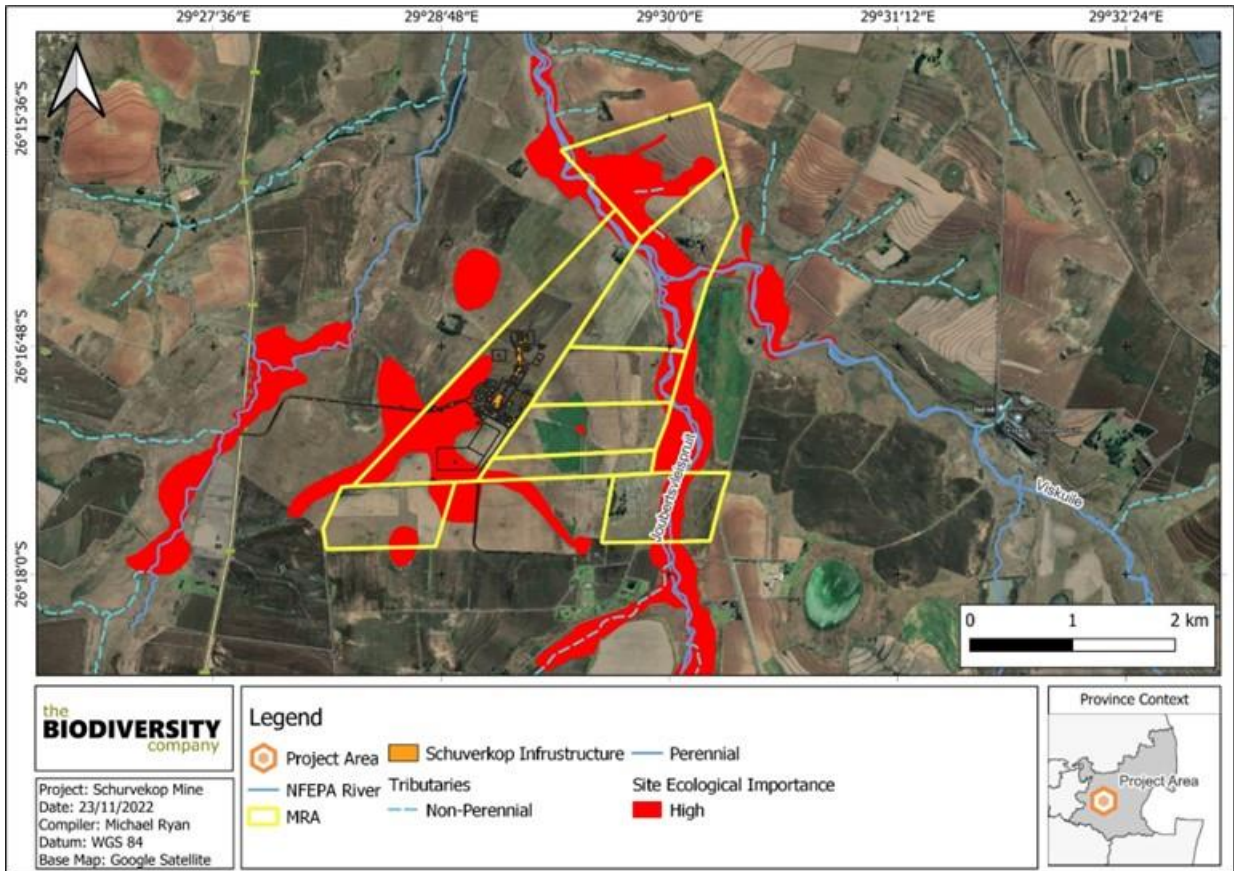 29°27'36"E 29°28'48"E 29°30'0"E 29°31'12"E 29°32'24"E
26°15'36"S
26°16'48"S
26°18'0"S
Joubertsvleispruit
Viskuile
0 1 2 km
the
BIODIVERSITY
company
Project: Schurvekop Mine
Date: 23/11/2022
Compiler: Michael Ryan
Datum: WGS 84
Base Map: Google Satellite
Legend
Project Area
NFEPA River
MRA
Schuverkop Infrustructure
Tributaries
Non-Perennial
Perennial
Site Ecological Importance
High
Province Context
Project Area